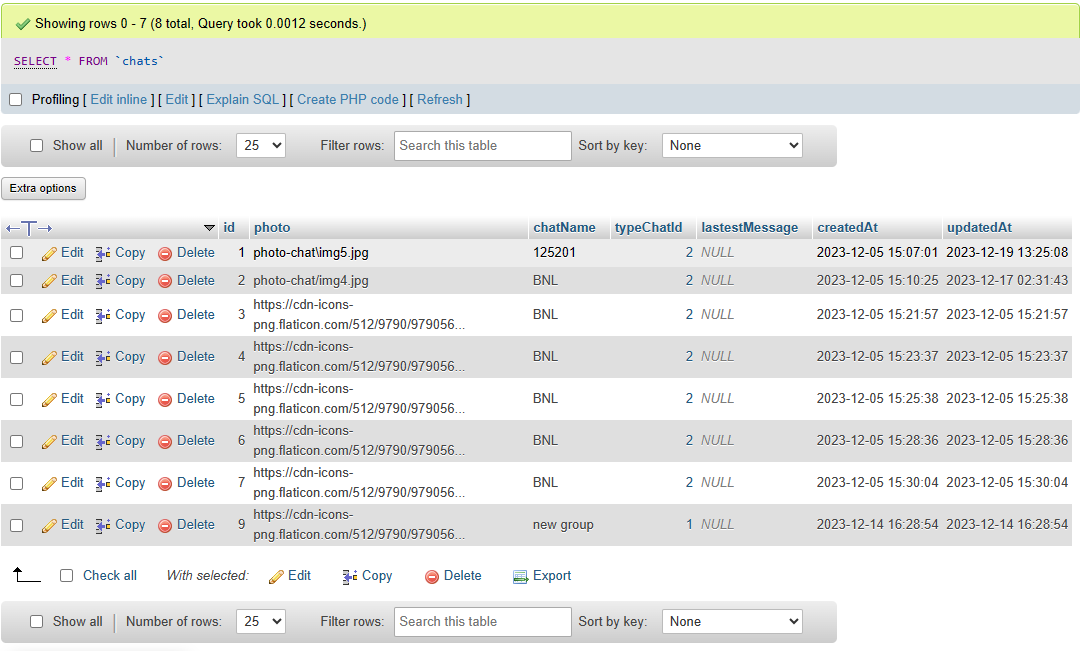 Showing rows 0 - 7 (8 total, Query took 0.0012 seconds.)
SELECT * FROM `chats`
Profiling [ Edit inline ] [ Edit ] [ Explain SQL ] [ Create PHP code ] [ Refresh ]
Show all Number of rows: 25 Filter rows: Search this table Sort by key: None
Extra options
id photo chatName typeChatId lastestMessage createdAt updatedAt
Edit Copy Delete 1 photo-chat\img5.jpg 125201 2 NULL 2023-12-05 15:07:01 2023-12-19 13:25:08
Edit Copy Delete 2 photo-chat/img4.jpg BNL 2 NULL 2023-12-05 15:10:25 2023-12-17 02:31:43
https://cdn-icons-
Edit Copy Delete 3 BNL 2 NULL 2023-12-05 15:21:57 2023-12-05 15:21:57
png.flaticon.com/512/9790/979056...
https://cdn-icons-
Edit Copy Delete 4 BNL 2 NULL 2023-12-05 15:23:37 2023-12-05 15:23:37
png.flaticon.com/512/9790/979056...
https://cdn-icons-
Edit Copy Delete 5 BNL 2 NULL 2023-12-05 15:25:38 2023-12-05 15:25:38
png.flaticon.com/512/9790/979056...
https://cdn-icons-
Edit Copy Delete 6 BNL 2 NULL 2023-12-05 15:28:36 2023-12-05 15:28:36
png.flaticon.com/512/9790/979056...
https://cdn-icons-
Edit Copy Delete 7 BNL 2 NULL 2023-12-05 15:30:04 2023-12-05 15:30:04
png.flaticon.com/512/9790/979056...
https://cdn-icons-
Edit Copy Delete 9 new group 1 NULL 2023-12-14 16:28:54 2023-12-14 16:28:54
png.flaticon.com/512/9790/979056...
Check all With selected: Edit Copy Delete Export
Show all Number of rows: 25 Filter rows: Search this table Sort by key: None